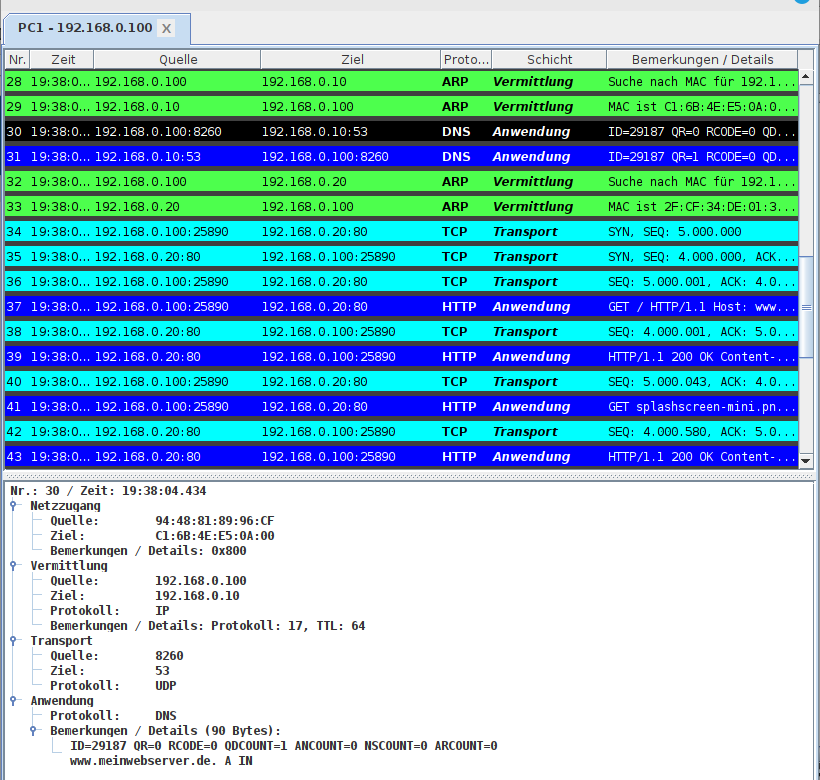 PC1 - 192.168.0.100 X
Nr. Zeit Quelle Ziel Proto... Schicht Bemerkungen / Details
28 19:38:0... 192.168.0.100 192.168.0.10 ARP Vermittlung Suche nach MAC für 192.1...
29 19:38:0... 192.168.0.10 192.168.0.100 ARP Vermittlung MAC ist C1:6B:4E:E5:0A:0...
30 19:38:0... 192.168.0.100:8260 192.168.0.10:53 DNS Anwendung ID=29187 QR=0 RCODE=0 QD...
31 19:38:0... 192.168.0.10:53 192.168.0.100:8260 DNS Anwendung ID=29187 QR=1 RCODE=0 QD...
32 19:38:0... 192.168.0.100 192.168.0.20 ARP Vermittlung Suche nach MAC für 192.1...
33 19:38:0... 192.168.0.20 192.168.0.100 ARP Vermittlung MAC ist 2F:CF:34:DE:01:3...
34 19:38:0... 192.168.0.100:25890 192.168.0.20:80 TCP Transport SYN, SEQ: 5.000.000
35 19:38:0... 192.168.0.20:80 192.168.0.100:25890 TCP Transport SYN, SEQ: 4.000.000, ACK...
36 19:38:0... 192.168.0.100:25890 192.168.0.20:80 TCP Transport SEQ: 5.000.001, ACK: 4.0...
37 19:38:0... 192.168.0.100:25890 192.168.0.20:80 HTTP Anwendung GET / HTTP/1.1 Host: www...
38 19:38:0... 192.168.0.20:80 192.168.0.100:25890 TCP Transport SEQ: 4.000.001, ACK: 5.0...
39 19:38:0... 192.168.0.20:80 192.168.0.100:25890 HTTP Anwendung HTTP/1.1 200 OK Content-...
40 19:38:0... 192.168.0.100:25890 192.168.0.20:80 TCP Transport SEQ: 5.000.043, ACK: 4.0...
41 19:38:0... 192.168.0.100:25890 192.168.0.20:80 HTTP Anwendung GET splashscreen-mini.pn...
42 19:38:0... 192.168.0.20:80 192.168.0.100:25890 TCP Transport SEQ: 4.000.580, ACK: 5.0...
43 19:38:0... 192.168.0.20:80 192.168.0.100:25890 HTTP Anwendung HTTP/1.1 200 OK Content-...
Nr.: 30 / Zeit: 19:38:04.434
Netzzugang
Quelle: 94:48:81:89:96:CF
Ziel: C1:6B:4E:E5:0A:00
Bemerkungen / Details: 0x800
Vermittlung
Quelle: 192.168.0.100
Ziel: 192.168.0.10
Protokoll: IP
Bemerkungen / Details: Protokoll: 17, TTL: 64
Transport
Quelle: 8260
Ziel: 53
Protokoll: UDP
Anwendung
Protokoll: DNS
Bemerkungen / Details (90 Bytes):
ID=29187 QR=0 RCODE=0 QDCOUNT=1 ANCOUNT=0 NSCOUNT=0 ARCOUNT=0
www.meinwebserver.de. A IN